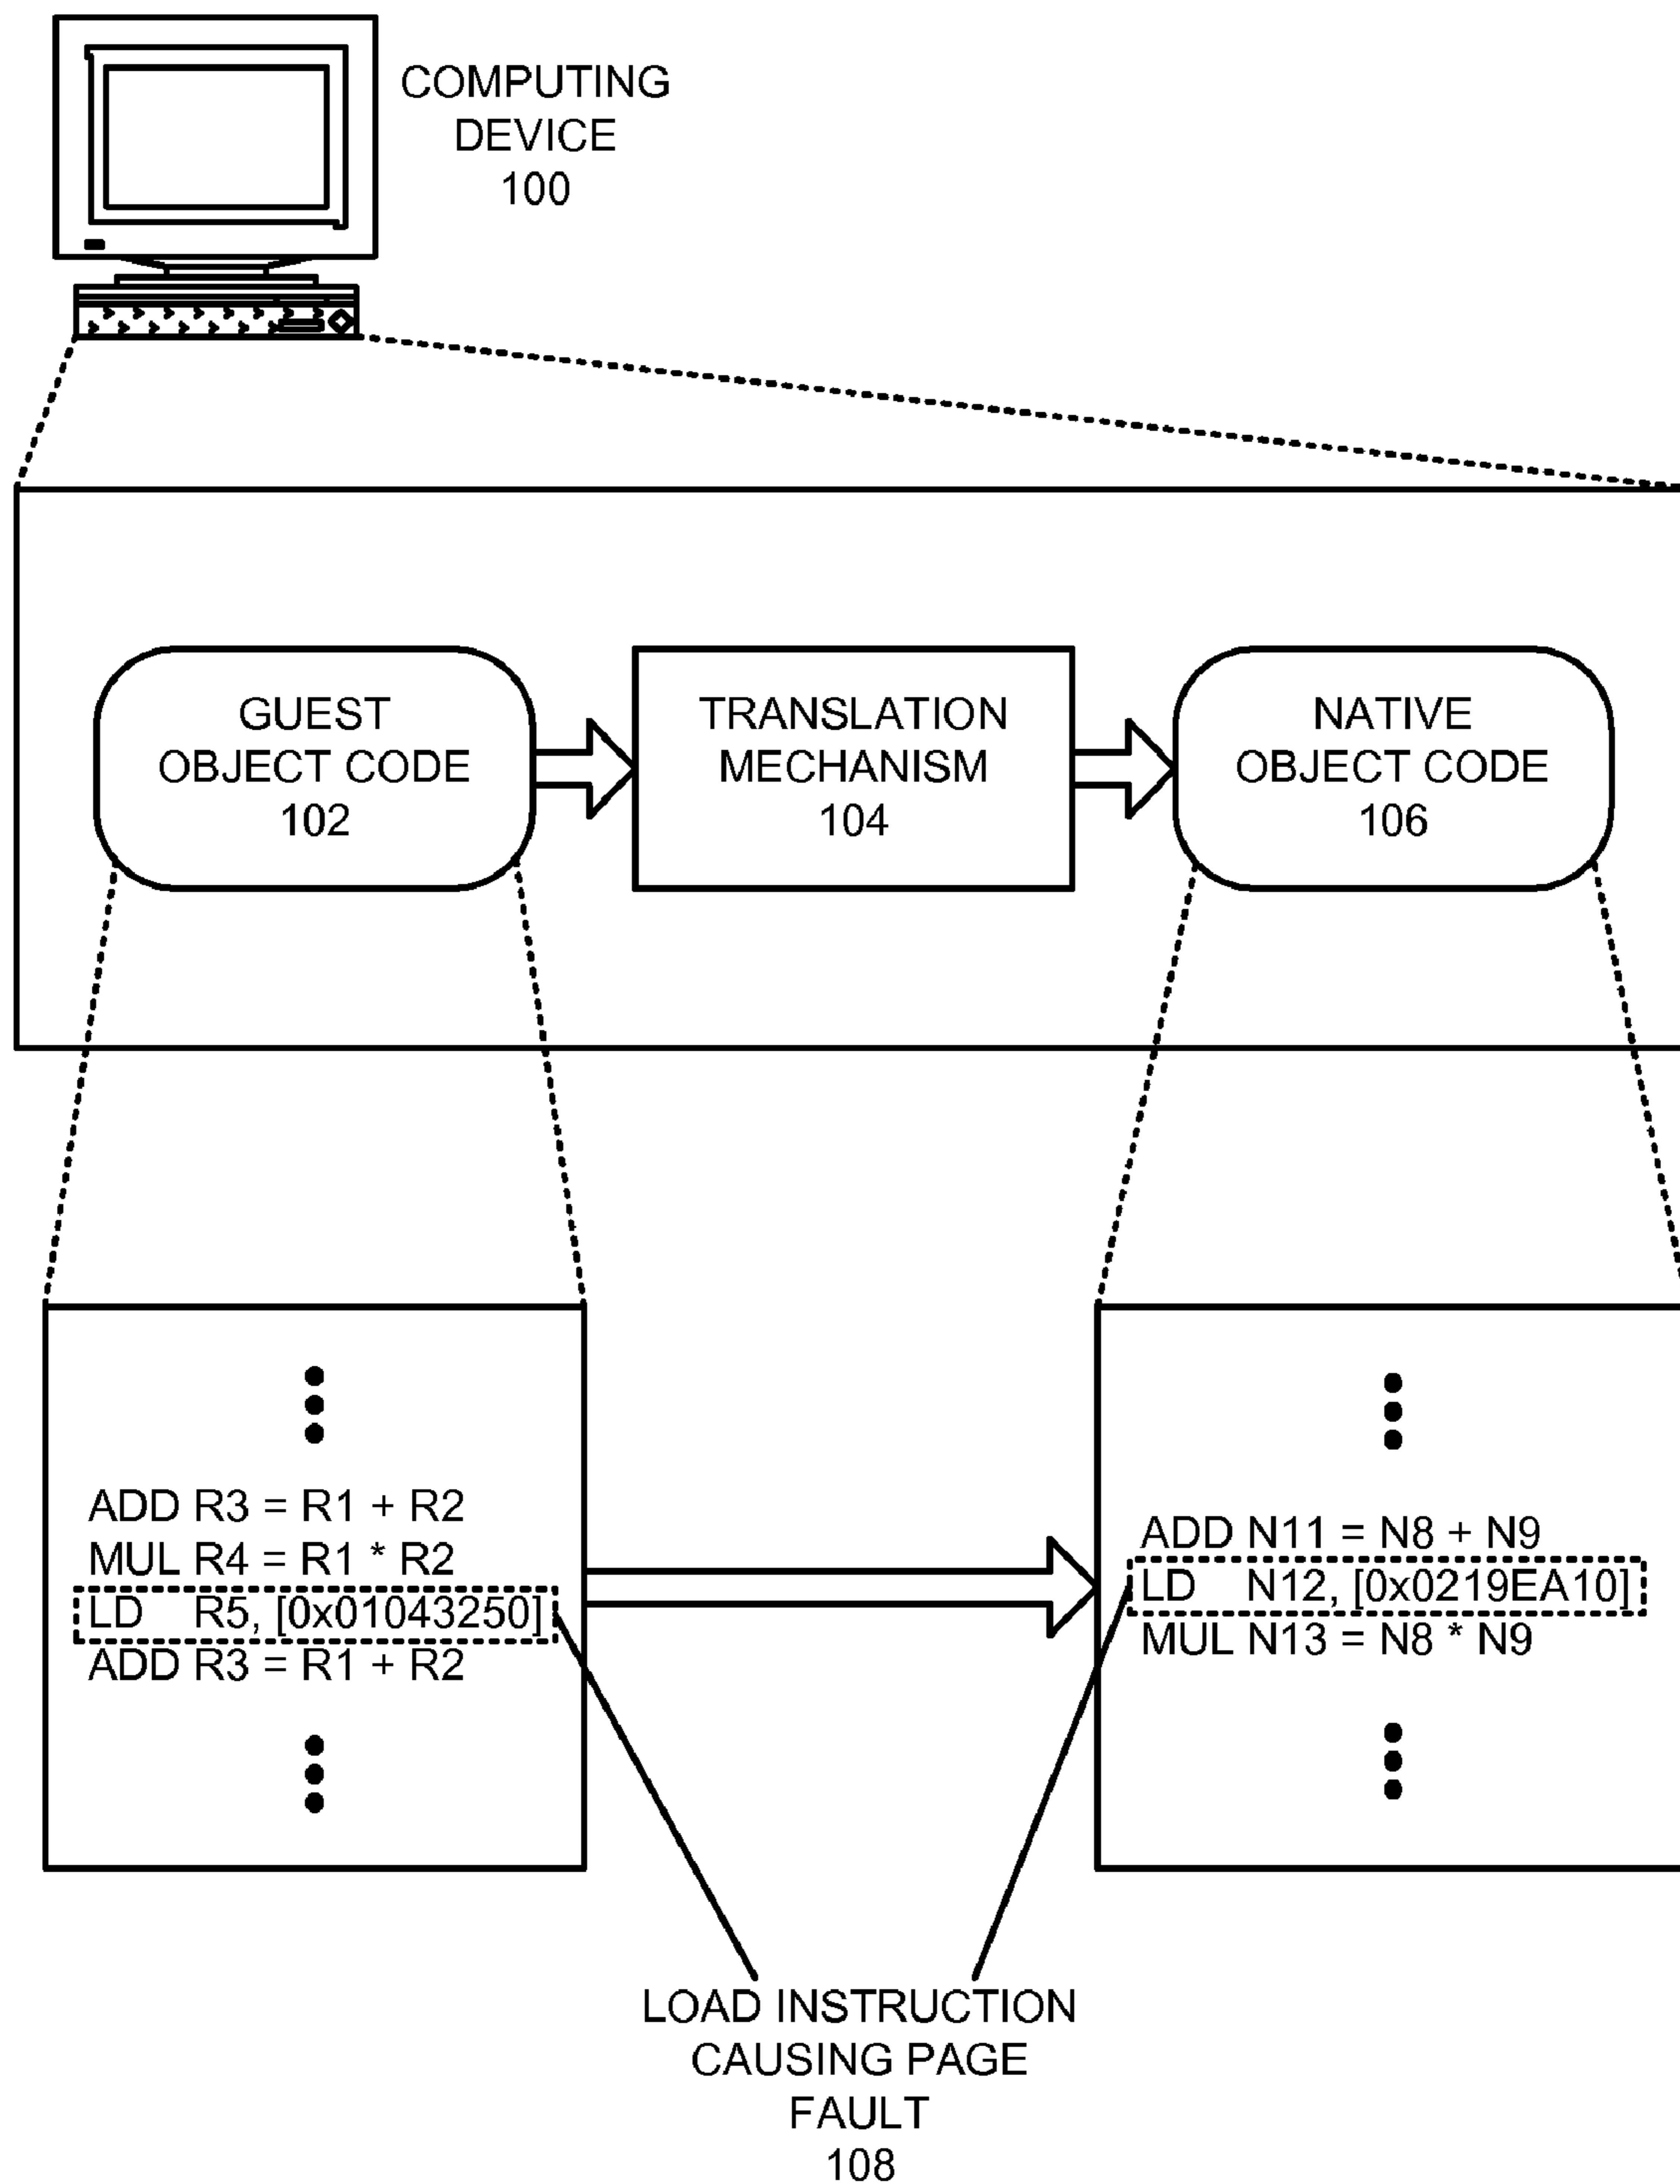 COMPUTING
DEVICE
100
GUEST
OBJECT CODE
102
TRANSLATION
MECHANISM
104
NATIVE
OBJECT CODE
106
ADD R3 = R1 + R2
MUL R4 = R1 * R2
LD R5, [0x01043250]
ADD R3 = R1 + R2
ADD N11 = N8 + N9
LD N12, [0x0219EA10]
MUL N13 = N8 * N9
LOAD INSTRUCTION
CAUSING PAGE
FAULT
108